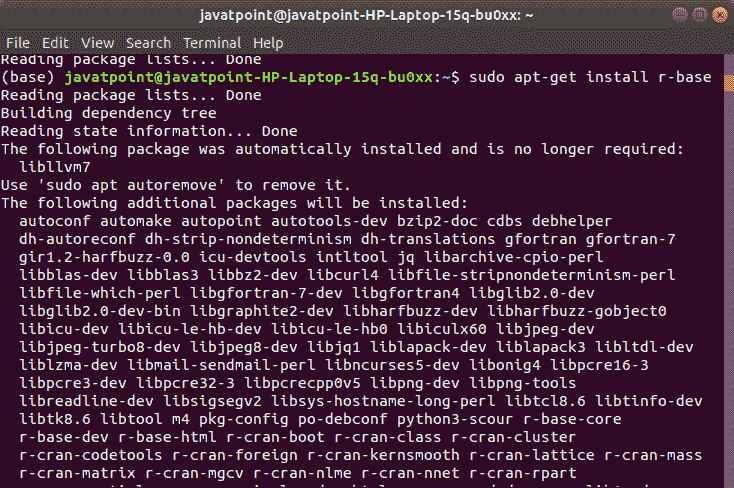 javatpoint@javatpoint-HP-Laptop-15q-bu0xx: ~
File Edit View Search Terminal Help
Reading package lists... Done
(base) javatpoint@javatpoint-HP-Laptop-15q-bu0xx:~$ sudo apt-get install r-base
Reading package lists... Done
Building dependency tree
Reading state information... Done
The following package was automatically installed and is no longer required:
libllvm7
Use 'sudo apt autoremove' to remove it.
The following additional packages will be installed:
autoconf automake autopoint autotools-dev bzip2-doc cdbs debhelper
dh-autoreconf dh-strip-nondeterminism dh-translations gfortran gfortran-7
gir1.2-harfbuzz-0.0 icu-devtools intltool jq libarchive-cpio-perl
libblas-dev libblas3 libbz2-dev libcurl4 libfile-stripnondeterminism-perl
libfile-which-perl libgfortran-7-dev libgfortran4 libglib2.0-dev
libglib2.0-dev-bin libgraphite2-dev libharfbuzz-dev libharfbuzz-gobject0
libicu-dev libicu-le-hb-dev libicu-le-hb0 libiculx60 libjpeg-dev
libjpeg-turbo8-dev libjpeg8-dev libjq1 liblapack-dev liblapack3 libltdl-dev
liblzma-dev libmail-sendmail-perl libncurses5-dev libonig4 libpcre16-3
libpcre3-dev libpcre32-3 libpcrecpp0v5 libpng-dev libpng-tools
libreadline-dev libsigsegv2 libsys-hostname-long-perl libtcl8.6 libtinfo-dev
libtk8.6 libtool m4 pkg-config po-debconf python3-scour r-base-core
r-base-dev r-base-html r-cran-boot r-cran-class r-cran-cluster
r-cran-codetools r-cran-foreign r-cran-kernsmooth r-cran-lattice r-cran-mass
r-cran-matrix r-cran-mgcv r-cran-nlme r-cran-nnet r-cran-rpart